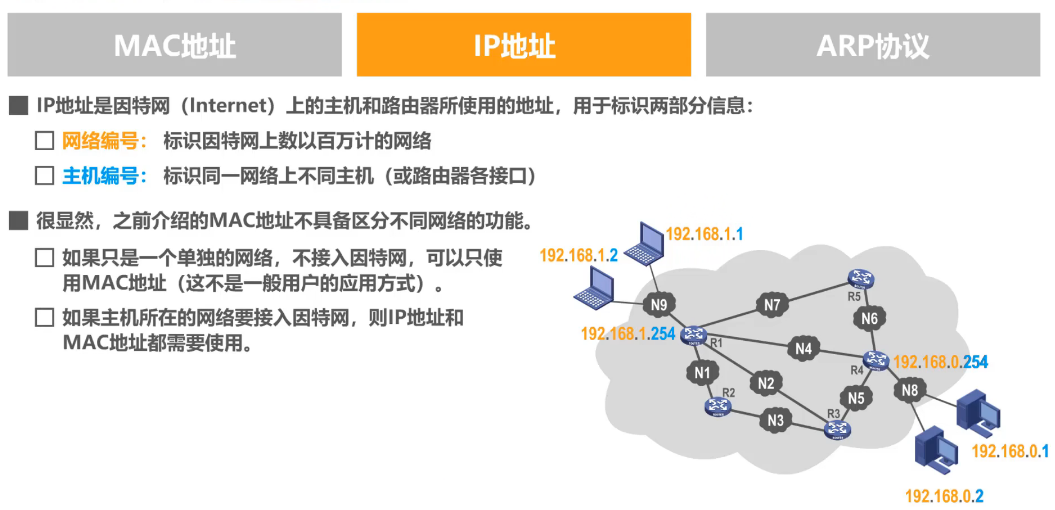 MAC地址
IP地址
ARP协议
IP地址是因特网（Internet）上的主机和路由器所使用的地址，用于标识两部分信息：
网络编号： 标识因特网上数以百万计的网络
主机编号： 标识同一网络上不同主机（或路由器各接口）
很显然，之前介绍的MAC地址不具备区分不同网络的功能。
如果只是一个单独的网络，不接入因特网，可以只使
用MAC地址（这不是一般用户的应用方式）。
如果主机所在的网络要接入因特网，则IP地址和
MAC地址都需要使用。
192.168.1.1
192.168.1.2
N9
N7
R5
N6
192.168.1.254
R1
N4
R4
192.168.0.254
N1
N2
N5
N8
R2
N3
R3
192.168.0.1
192.168.0.2